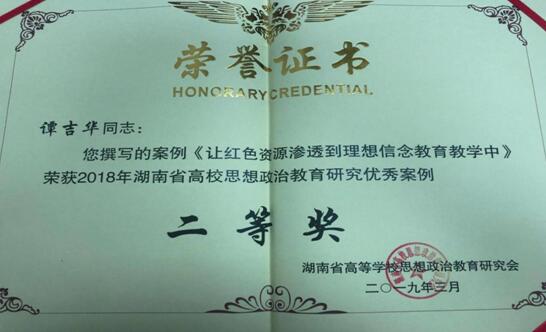 荣誉证书
HONORARYCREDENTIAL
谭吉华同志：
您撰写的案例《让红色资源渗透到理想信念教育教学中》
荣获2018年湖南省高校思想政治教育研究优秀案例
二等奖
湖南省高等学校思想政治教育研究会
二〇一九年三月